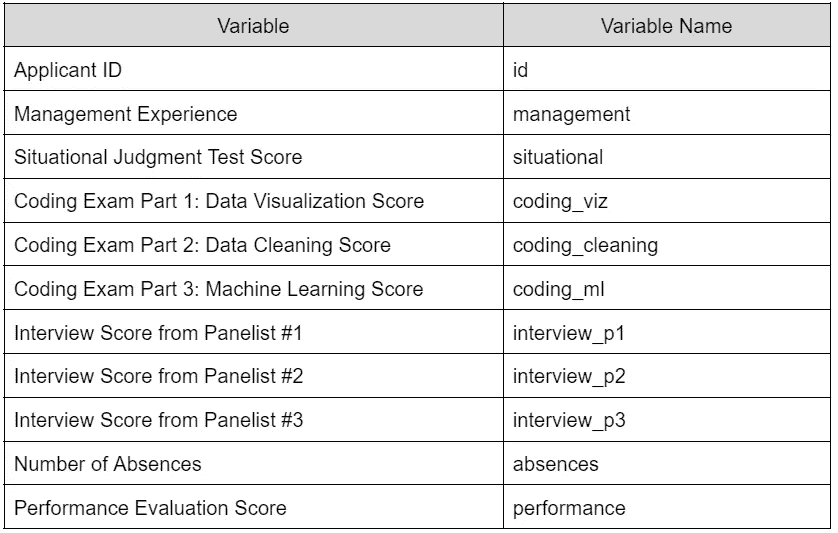 Variable Variable Name
Applicant ID id
Management Experience management
Situational Judgment Test Score situational
Coding Exam Part 1: Data Visualization Score coding_viz
Coding Exam Part 2: Data Cleaning Score coding_cleaning
Coding Exam Part 3: Machine Learning Score coding_ml
Interview Score from Panelist #1 interview_p1
Interview Score from Panelist #2 interview_p2
Interview Score from Panelist #3 interview_p3
Number of Absences absences
Performance Evaluation Score performance